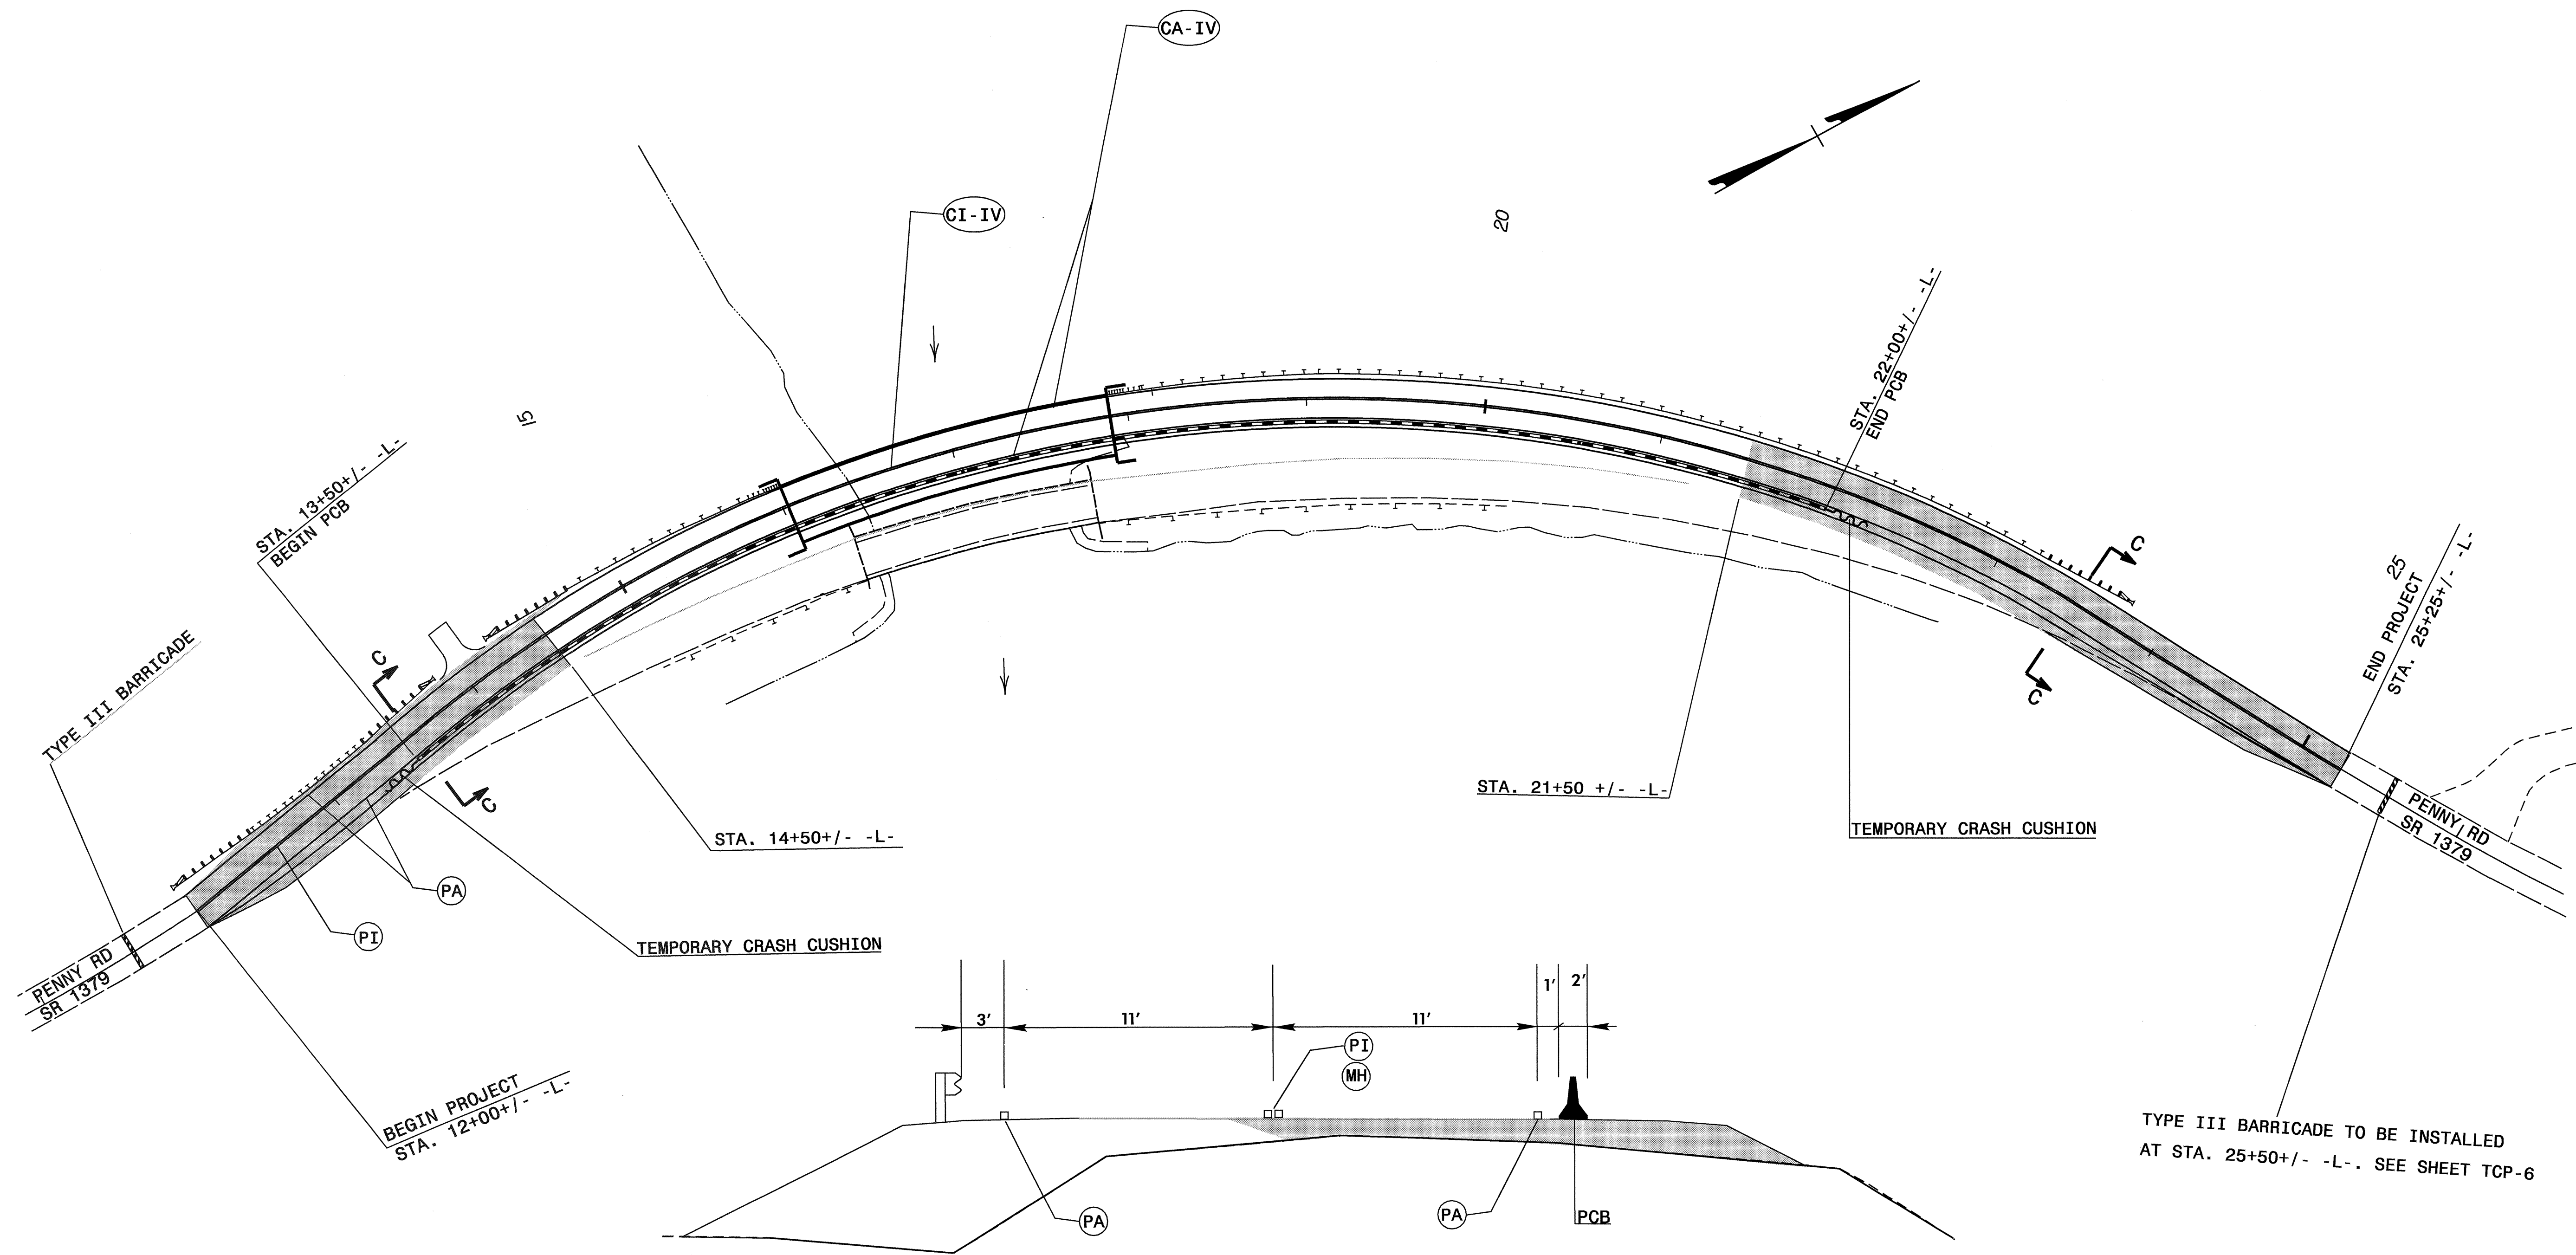 CA-IV
CI-IV
20
15
STA. 22+00+/- -L-
END PCB
STA. 13+50+/- -L-
BEGIN PCB
TYPE III BARRICADE
C
C
C
C
25
END PROJECT
STA. 25+25+/- -L-
STA. 21+50 +/- -L-
STA. 14+50+/- -L-
TEMPORARY CRASH CUSHION
PENNY RD
SR 1379
PA
PI
TEMPORARY CRASH CUSHION
PENNY RD
SR 1379
BEGIN PROJECT
STA. 12+00+/- -L-
3'
11'
11'
1'
2'
PI
MH
PA
PA
PCB
TYPE III BARRICADE TO BE INSTALLED
AT STA. 25+50+/- -L-. SEE SHEET TCP-6